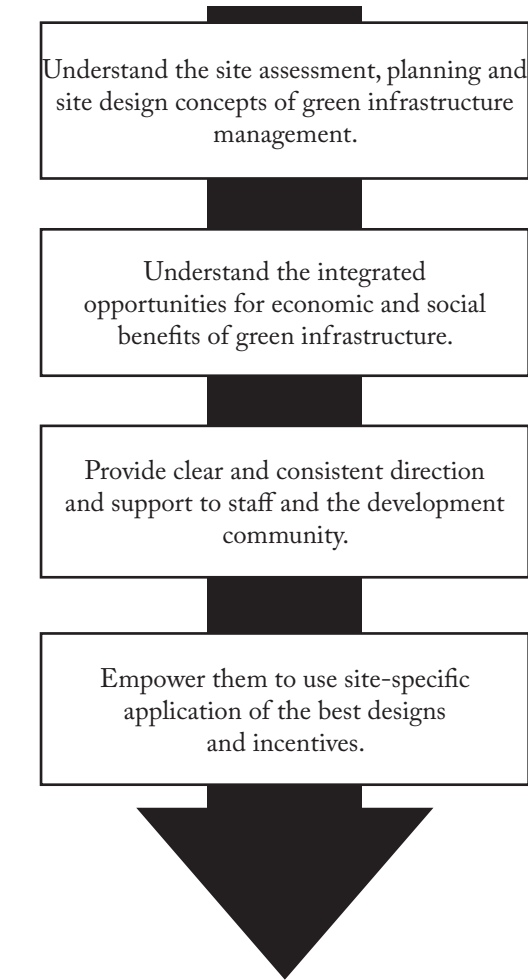 Understand the site assessment, planning and
site design concepts of green infrastructure
management.
Understand the integrated
opportunities for economic and social
benefits of green infrastructure.
Provide clear and consistent direction
and support to staff and the development
community.
Empower them to use site-specific
application of the best designs
and incentives.